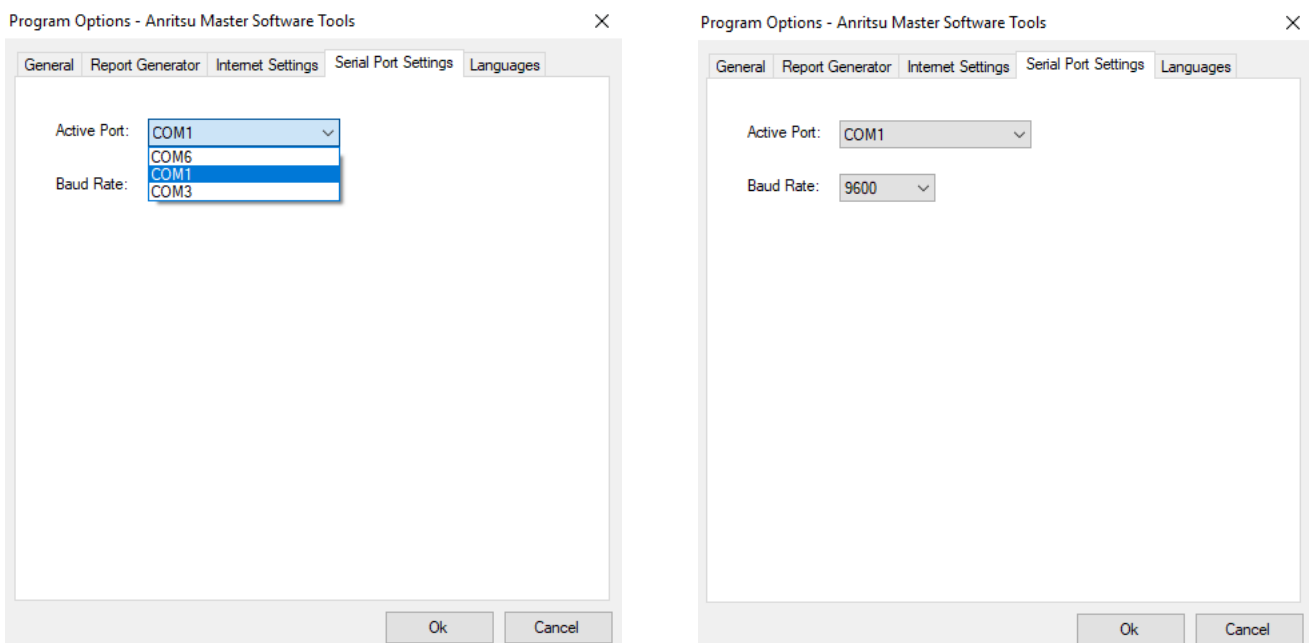 Program Options - Anritsu Master Software Tools
General Report Generator Internet Settings Serial Port Settings Languages
Active Port: COM1
COM6
COM1
Baud Rate:
COM3
Ok Cancel
Program Options - Anritsu Master Software Tools
General Report Generator Internet Settings Serial Port Settings Languages
Active Port: COM1
Baud Rate: 9600
Ok Cancel